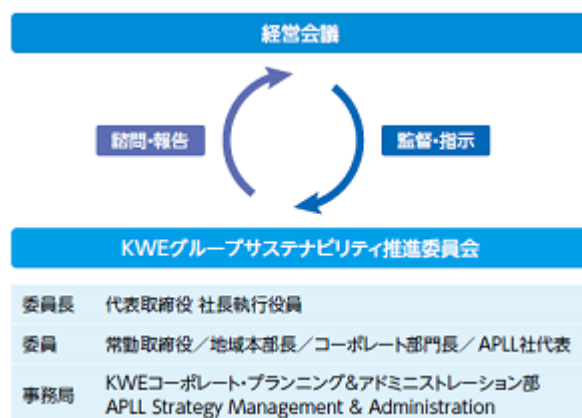 経営会議
諮問・報告
監督・指示
KWEグループサステナビリティ推進委員会
委員長 代表取締役 社長執行役員
委員 常勤取締役／地域本部長／コーポレート部門長／APLL社代表
事務局 KWEコーポレート・プランニング&アドミニストレーション部
APLL Strategy Management & Administration